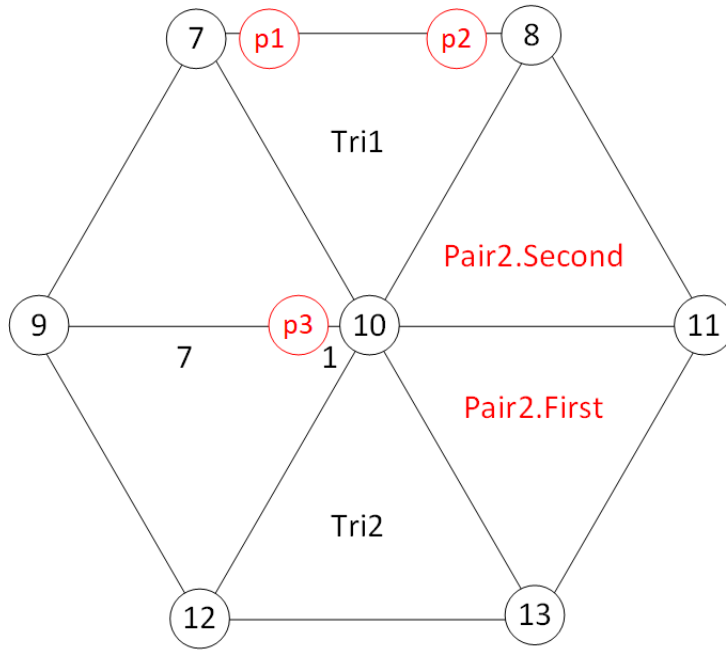 7
p1
p2
8
Tri1
Pair2.Second
9
p3
10
11
7
1
Pair2.First
Tri2
12
13